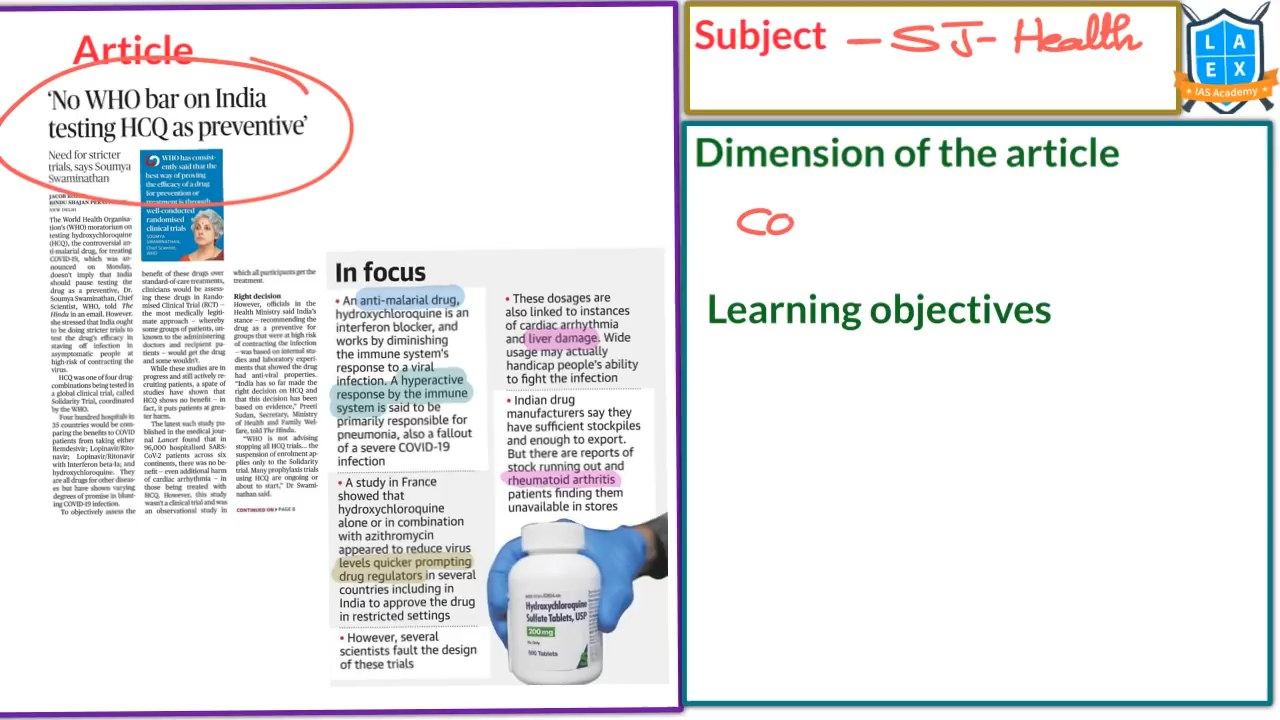 Article
'No WHO bar on India
testing HCQ as preventive'
Need for stricter
trials, says Soumya
Swaminathan
NEW DELHI
The World Health Organisa-
tion's (WHO) moratorium on
testing hydroxychloroquine
(HCQ), the controversial an-
ti-malarial drug, for treating
COVID-19, which was an-
nounced on Monday,
doesn't imply that India
should pause testing the
drug as a preventive, Dr.
Soumya Swaminathan, Chief
Scientist, WHO, told The
Hindu in an email. However,
she stressed that India ought
to be doing stricter trials to
test the drug's efficacy in
staving off infection in
asymptomatic people at
high-risk of contracting the
virus.
HCQ was one of four drug-
combinations being tested in
a global clinical trial, called
Solidarity Trial, coordinated
by the WHO.
Four hundred hospitals in
35 countries would be com-
paring the benefits to COVID
patients from taking either
Remdesivir; Lopinavir/Rito-
navir; Lopinavir/Ritonavir
with Interferon beta-1a; and
hydroxychloroquine. They
are all drugs for other diseas-
es but have shown varying
degrees of promise in blunt-
ing COVID-19 infection.
To objectively assess the
WHO has consist-
ently said that the
best way of proving
the efficacy of a drug
for prevention or
treatment is through
well-conducted
randomised
clinical trials
SOUMYA
SWAMINATHAN,
Chief Scientist,
WHO
benefit of these drugs over
standard-of-care treatments,
clinicians would be assess-
ing these drugs in Rando-
mised Clinical Trial (RCT) –
the most medically legiti-
mate approach – whereby
some groups of patients, un-
known to the administering
doctors and recipient pa-
tients – would get the drug
and some wouldn't.
While these studies are in
progress and still actively re-
cruiting patients, a spate of
studies have shown that
HCQ shows no benefit – in
fact, it puts patients at grea-
ter harm.
The latest such study pu-
blished in the medical jour-
nal Lancet found that in
96,000 hospitalised SARS-
CoV-2 patients across six
continents, there was no be-
nefit – even additional harm
of cardiac arrhythmia – in
those being treated with
HCQ. However, this study
wasn't a clinical trial and was
an observational study in
which all participants get the
treatment.
Right decision
However, officials in the
Health Ministry said India's
stance – recommending the
drug as a preventive for
groups that were at high risk
of contracting the infection
– was based on internal stu-
dies and laboratory experi-
ments that showed the drug
had anti-viral properties.
"India has so far made the
right decision on HCQ and
that this decision has been
based on evidence," Preeti
Sudan, Secretary, Ministry
of Health and Family Wel-
fare, told The Hindu.
"WHO is not advising
stopping all HCQ trials... the
suspension of enrolment ap-
plies only to the Solidarity
trial. Many prophylaxis trials
using HCQ are ongoing or
about to start," Dr Swami-
nathan said.
CONTINUED ON PAGE 8
In focus
• An anti-malarial drug,
hydroxychloroquine is an
interferon blocker, and
works by diminishing
the immune system's
response to a viral
infection. A hyperactive
response by the immune
system is said to be
primarily responsible for
pneumonia, also a fallout
of a severe COVID-19
infection
• A study in France
showed that
hydroxychloroquine
alone or in combination
with azithromycin
appeared to reduce virus
levels quicker prompting
drug regulators in several
countries including in
India to approve the drug
in restricted settings
• However, several
scientists fault the design
of these trials
• These dosages are
also linked to instances
of cardiac arrhythmia
and liver damage. Wide
usage may actually
handicap people's ability
to fight the infection
• Indian drug
manufacturers say they
have sufficient stockpiles
and enough to export.
But there are reports of
stock running out and
rheumatoid arthritis
patients finding them
unavailable in stores
Hydroxychloroquine
Sulfate Tablets, USP
200 mg
100 Tablets
Subject – SJ- Health
LA
EX
IAS Academy
Dimension of the article
Co
Learning objectives